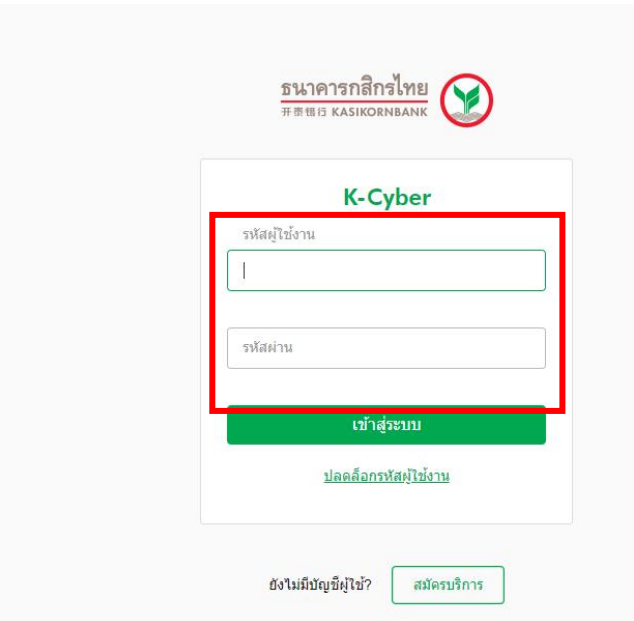 ธนาคารกสิกรไทย
开泰银行 KASIKORNBANK
K-Cyber
รหัสผู้ใช้งาน
รหัสผ่าน
เข้าสู่ระบบ
ปลดล็อกรหัสผู้ใช้งาน
ยังไม่มีบัญชีผู้ใช้? สมัครบริการ